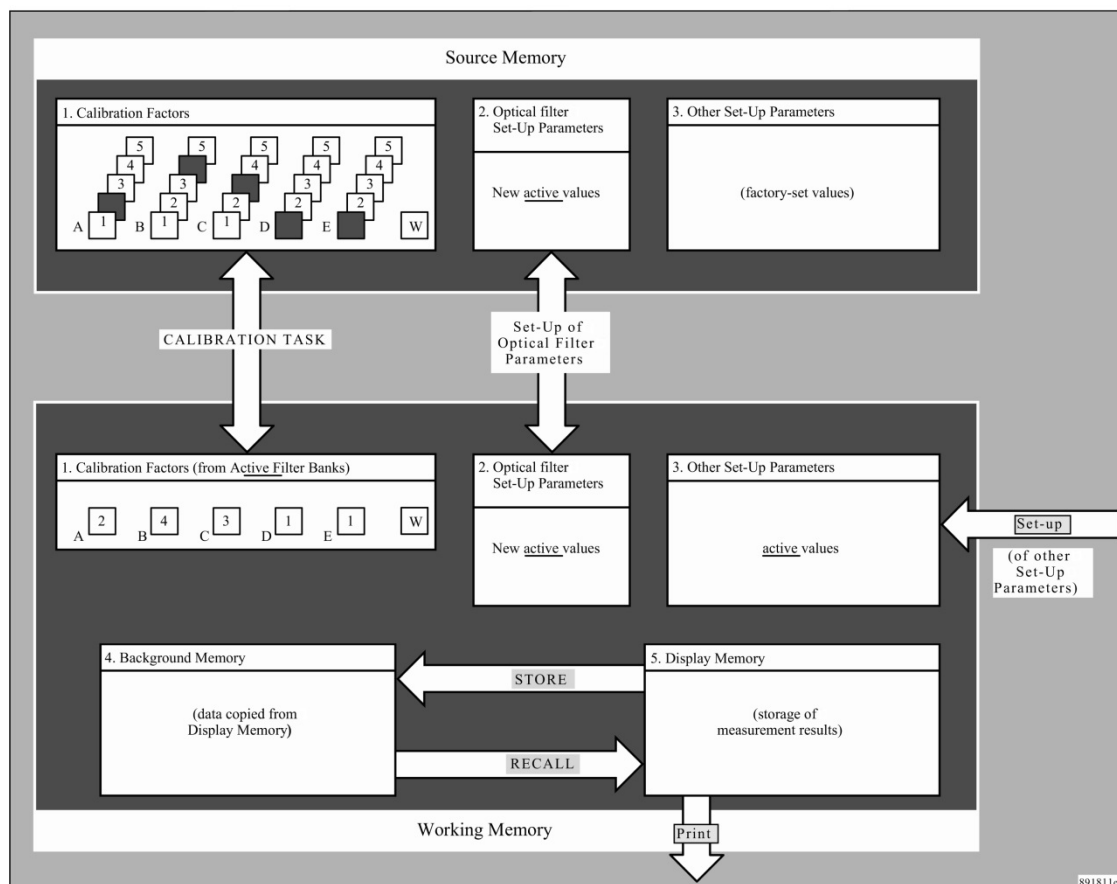 Source Memory
1. Calibration Factors
5 5 5 5 5
4 4 4 4
3 3 3 3
2 2 2
A 1 B 1 C 1 D E W
2. Optical filter
Set-Up Parameters
New active values
3. Other Set-Up Parameters
(factory-set values)
CALIBRATION TASK
Set-Up of
Optical Filter
Parameters
1. Calibration Factors (from Active Filter Banks)
A 2 B 4 C 3 D 1 E 1 W
2. Optical filter
Set-Up Parameters
New active values
3. Other Set-Up Parameters
active values
Set-up
(of other
Set-Up
Parameters)
4. Background Memory
(data copied from
Display Memory)
STORE
RECALL
5. Display Memory
(storage of
measurement results)
Working Memory
Print
891811e